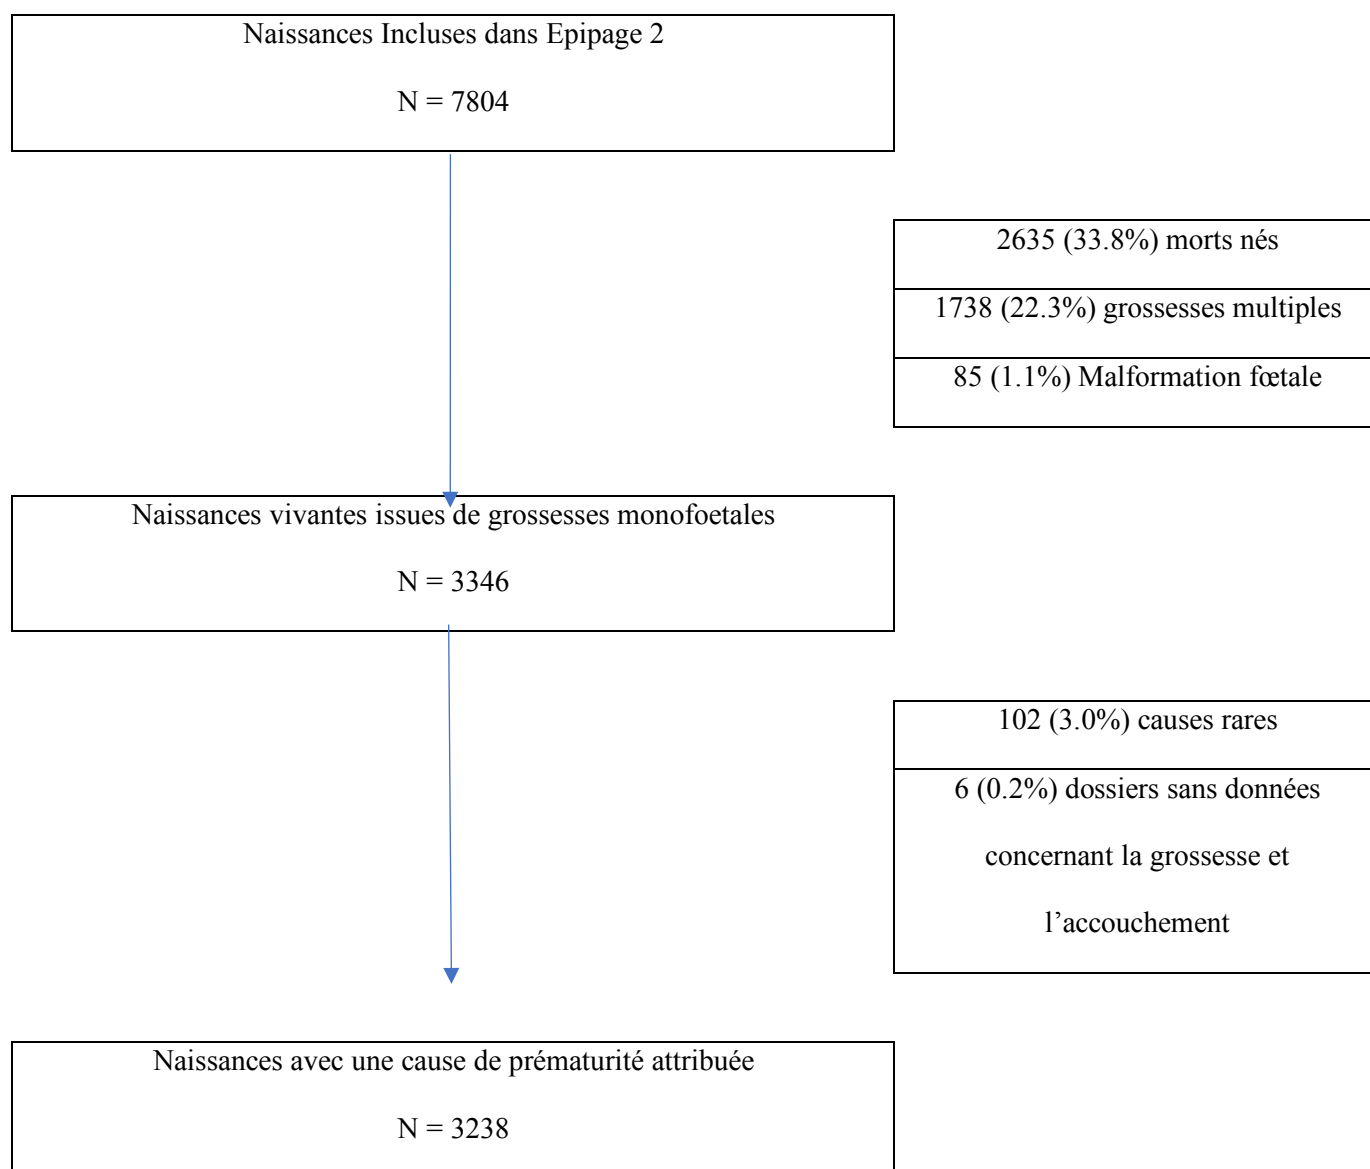 Naissances Incluses dans Epipage 2
N = 7804
2635 (33.8%) morts nés
1738 (22.3%) grossesses multiples
85 (1.1%) Malformation fœtale
Naissances vivantes issues de grossesses monofoetales
N = 3346
102 (3.0%) causes rares
6 (0.2%) dossiers sans données
concernant la grossesse et
l’accouchement
Naissances avec une cause de prématurité attribuée
N = 3238